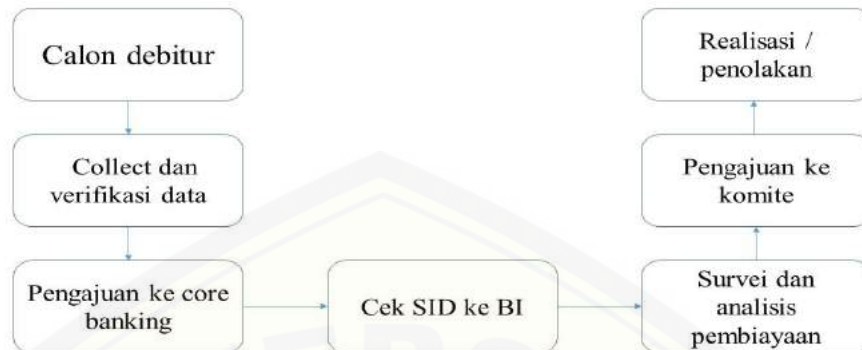 Calon debitur
Collect dan
verifikasi data
Pengajuan ke core
banking
Cek SID ke BI
Survei dan
analisis
pembiayaan
Pengajuan ke
komite
Realisasi /
penolakan